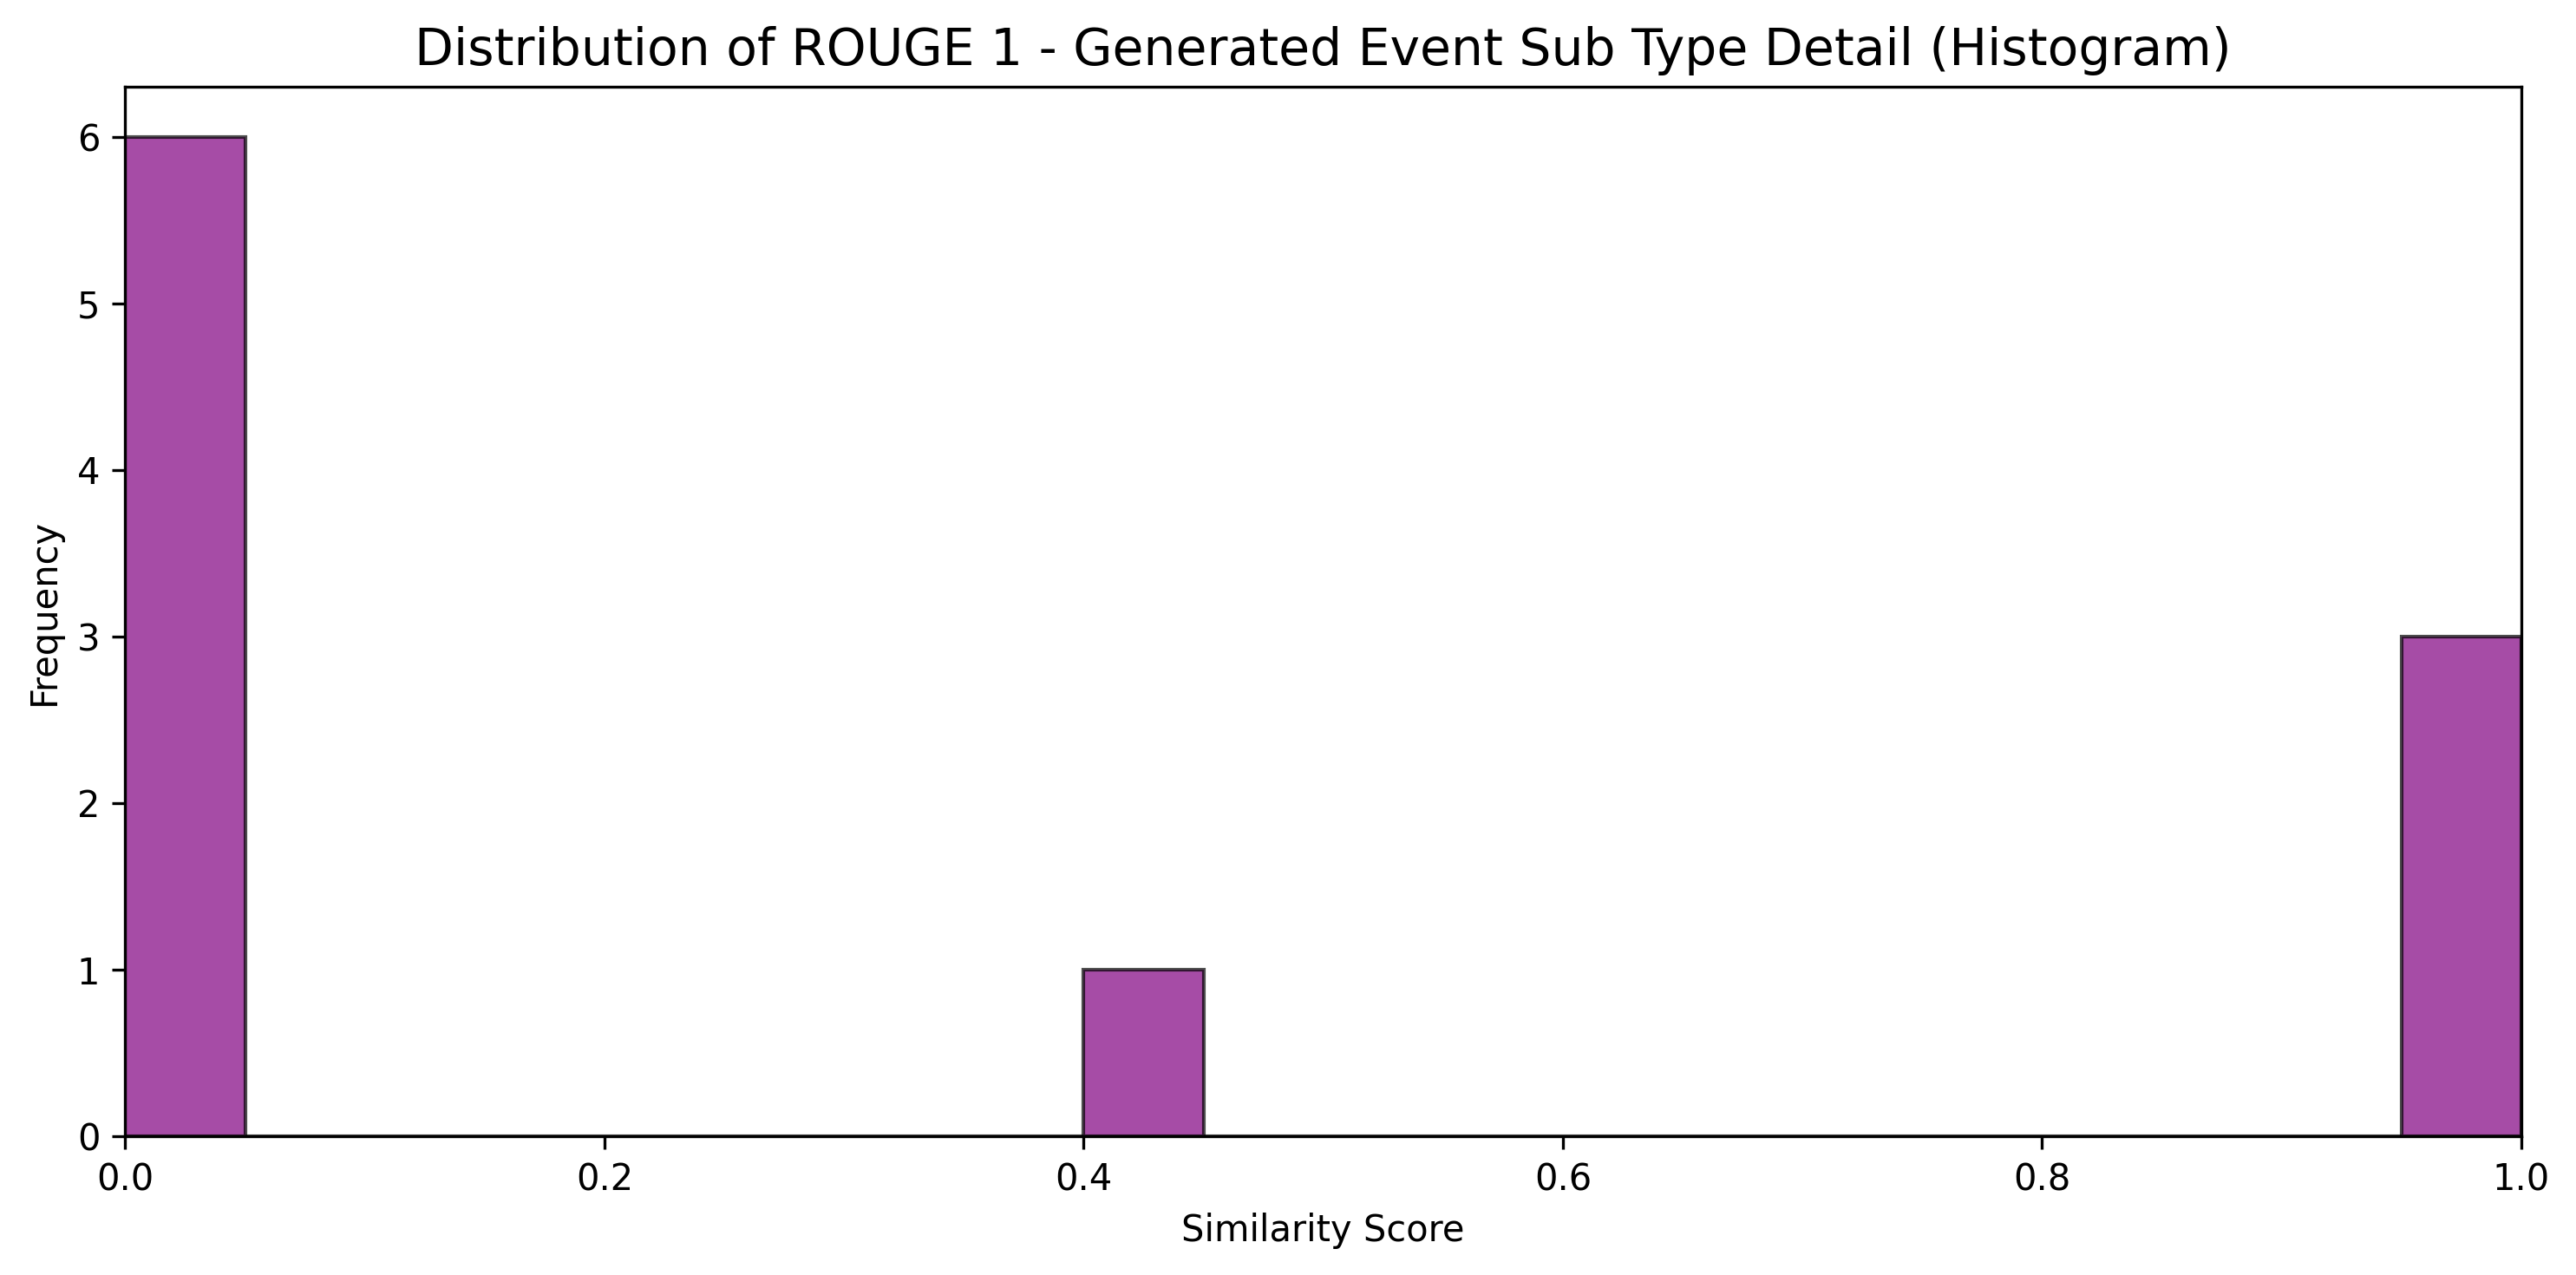 Distribution of ROUGE 1 - Generated Event Sub Type Detail (Histogram)
6
5
4
3
2
1
0
Frequency
0.0 0.2 0.4 0.6 0.8 1.0
Similarity Score